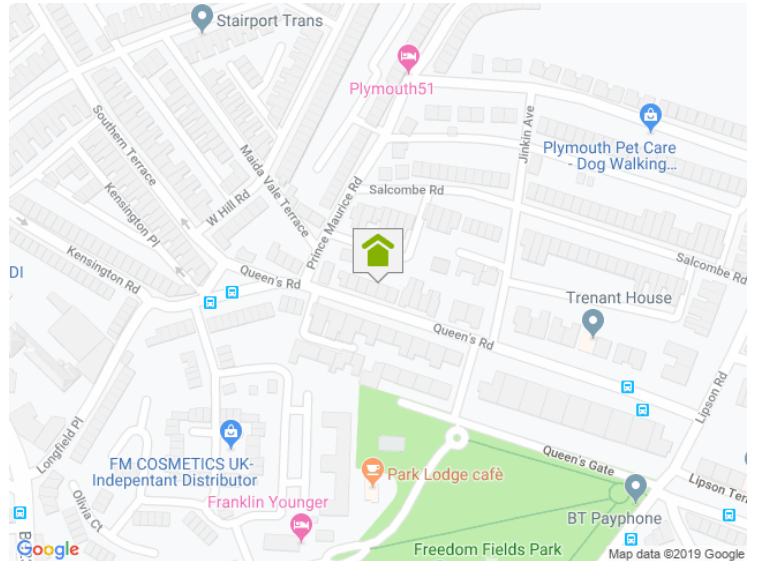 Stairport Trans
Plymouth51
Southern Terrace
Kensington Pl
Maida Vale Terrace
W Hill Rd
Prince Maurice Rd
Jinkin Ave
Plymouth Pet Care
- Dog Walking...
Salcombe Rd
Salcombe Rd
Kensington Rd
DI
Queen's Rd
Trenant House
Queen's Rd
Lipson Rd
Longfield Pl
FM COSMETICS UK-
Indepentant Distributor
Park Lodge cafè
Queen's Gate
Lipson Ter
Olivia Ct
Franklin Younger
BT Payphone
Freedom Fields Park
Google
Map data ©2019 Google